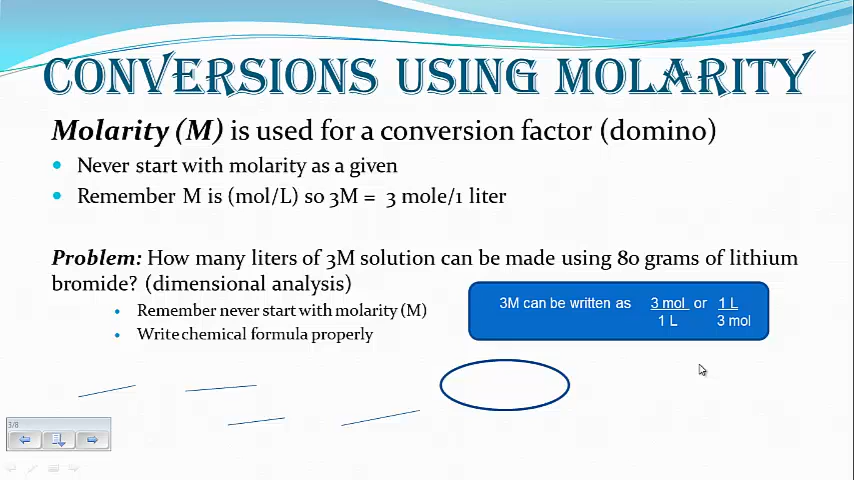 CONVERSIONS USING MOLARITY
Molarity (M) is used for a conversion factor (domino)
Never start with molarity as a given
Remember M is (mol/L) so 3M = 3 mole/1 liter
Problem: How many liters of 3M solution can be made using 80 grams of lithium
bromide? (dimensional analysis)
Remember never start with molarity (M)
Write chemical formula properly
3M can be written as 3 mol or 1 L
1 L 3 mol
3/8